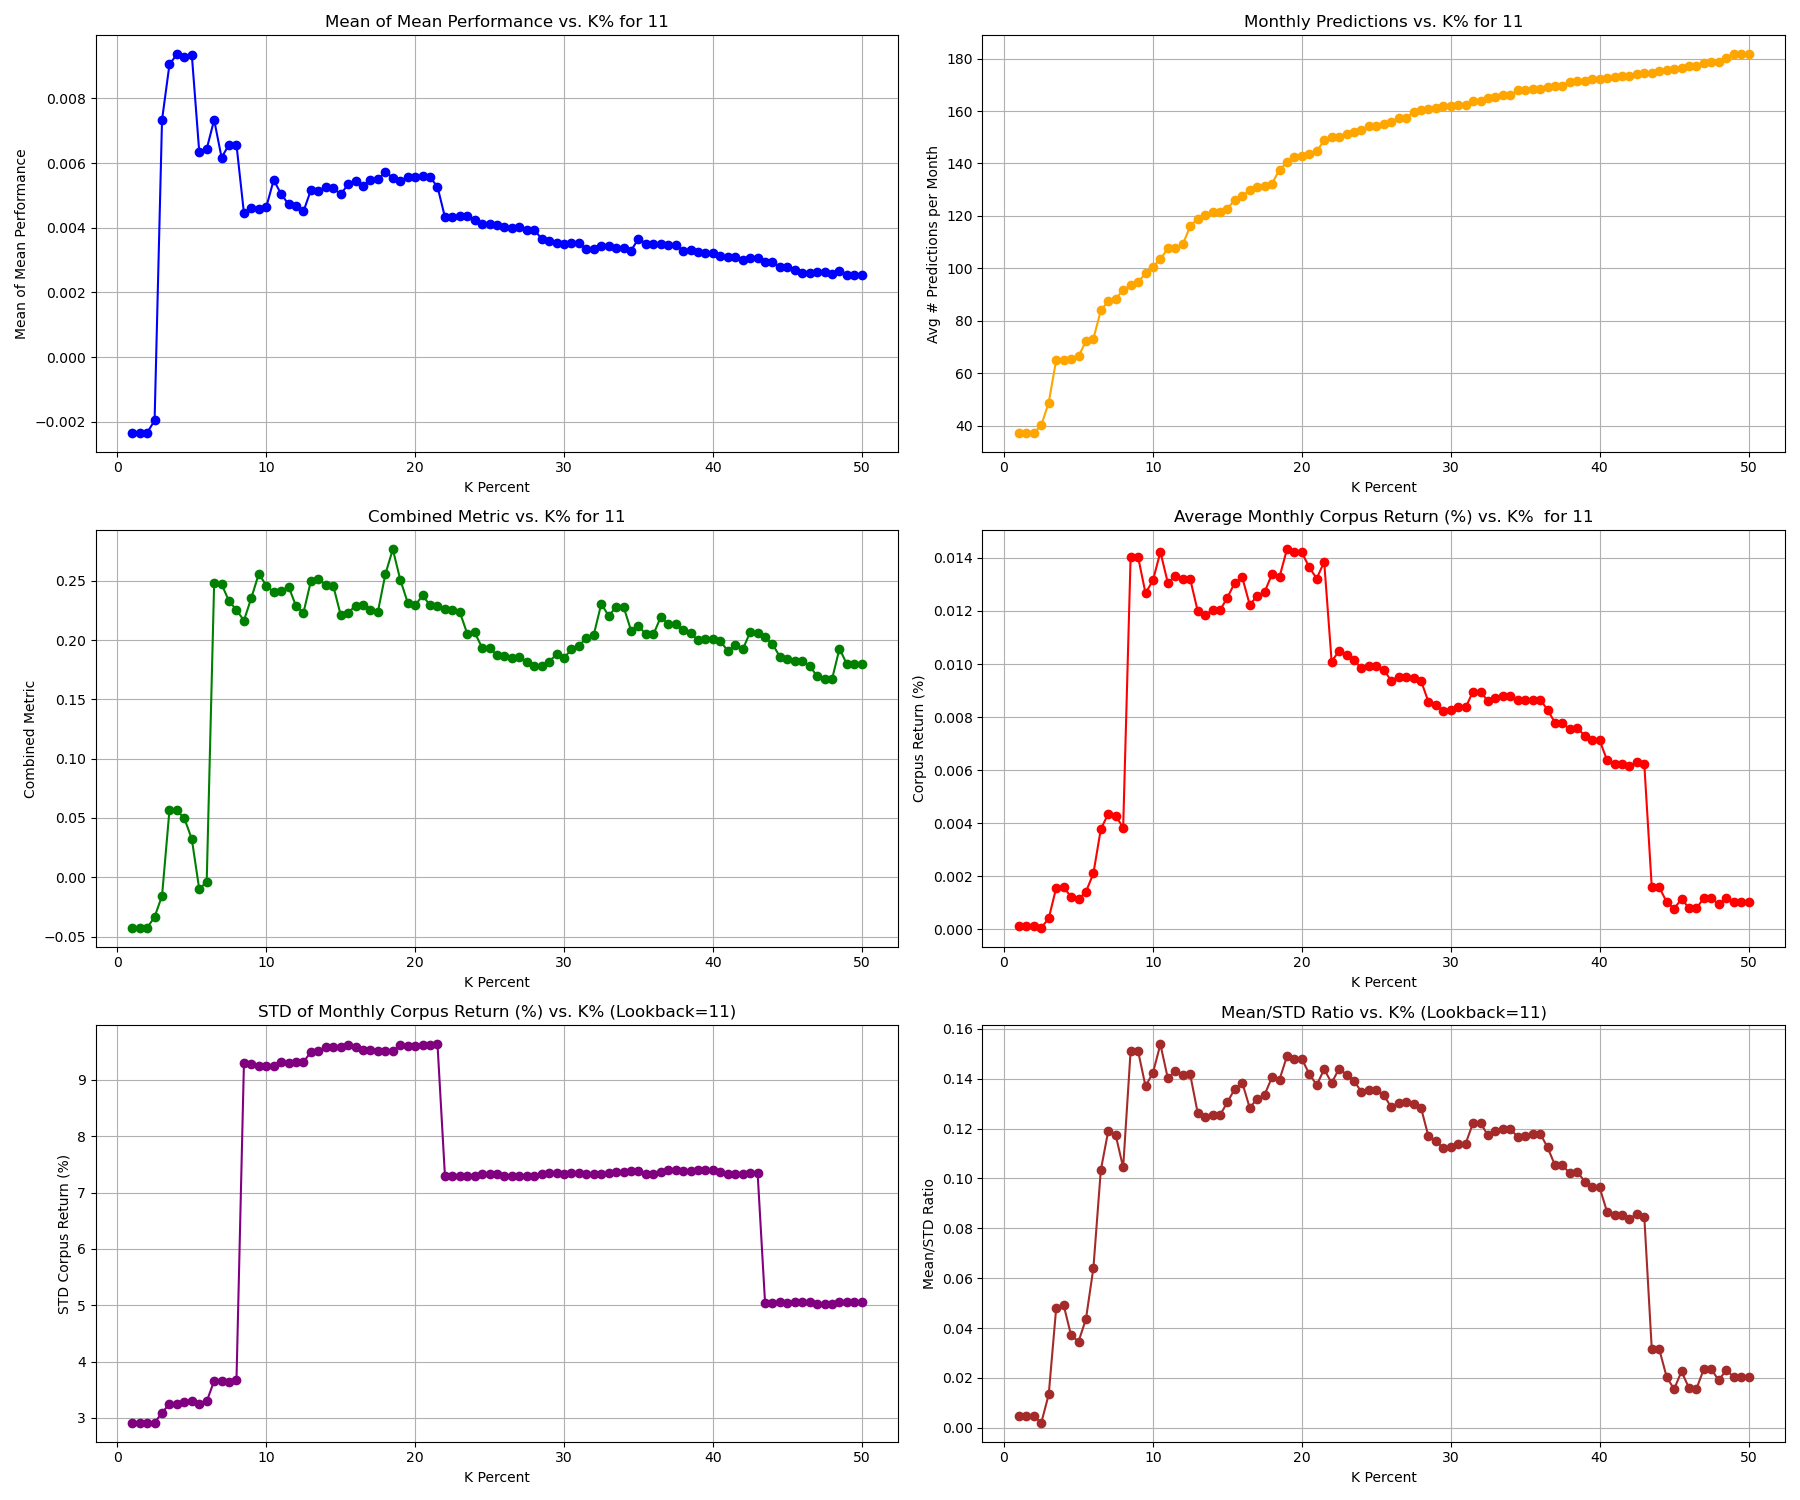 Mean of Mean Performance vs. K% for 11
Mean of Mean Performance
0.008
0.006
0.004
0.002
0.000
−0.002
0 10 20 30 40 50
K Percent
Monthly Predictions vs. K% for 11
Avg # Predictions per Month
180
160
140
120
100
80
60
40
0 10 20 30 40 50
K Percent
Combined Metric vs. K% for 11
Combined Metric
0.25
0.20
0.15
0.10
0.05
0.00
−0.05
0 10 20 30 40 50
K Percent
Average Monthly Corpus Return (%) vs. K%  for 11
Corpus Return (%)
0.014
0.012
0.010
0.008
0.006
0.004
0.002
0.000
0 10 20 30 40 50
K Percent
STD of Monthly Corpus Return (%) vs. K% (Lookback=11)
STD Corpus Return (%)
9
8
7
6
5
4
3
0 10 20 30 40 50
K Percent
Mean/STD Ratio vs. K% (Lookback=11)
Mean/STD Ratio
0.16
0.14
0.12
0.10
0.08
0.06
0.04
0.02
0.00
0 10 20 30 40 50
K Percent